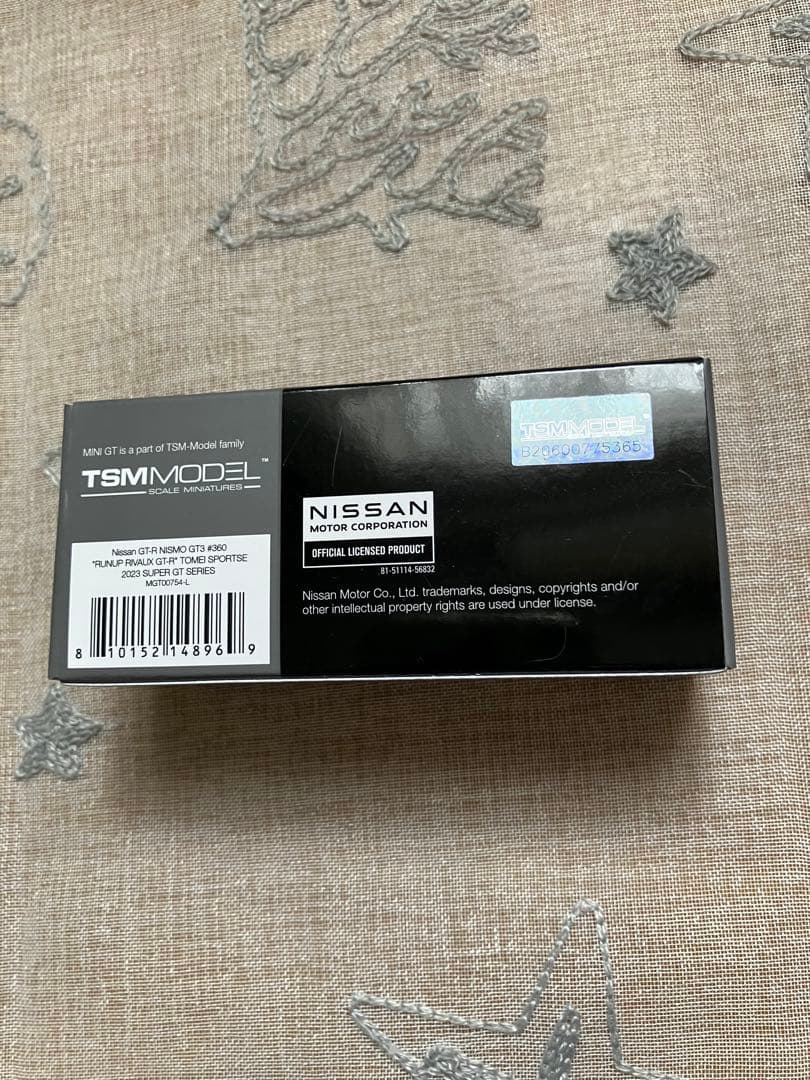 MINI GT is a part of TSM-Model family
TSMMODEL™
SCALE MINIATURES
Nissan GT-R NISMO GT3 #360
"RUNUP RIVAUX GT-R" TOMEI SPORTSE
2023 SUPER GT SERIES
MGT00754-L
8 10152 14896 9
TSMMODEL
B20600775365
NISSAN
MOTOR CORPORATION
OFFICIAL LICENSED PRODUCT
81-51114-56832
Nissan Motor Co., Ltd. trademarks, designs, copyrights and/or
other intellectual property rights are used under license.